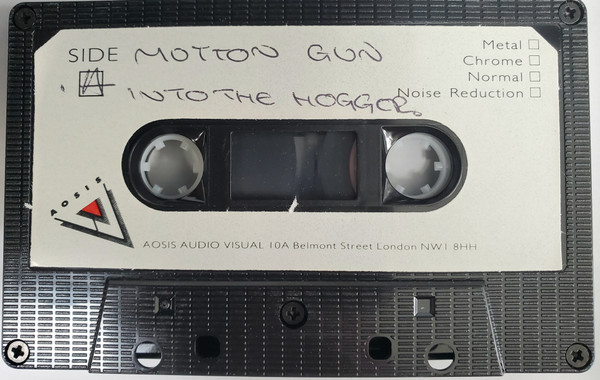 SIDE MOTTON GUN
A INTO THE HOGGER
Metal
Chrome
Normal
Noise Reduction
AOSIS
AOSIS AUDIO VISUAL 10A Belmont Street London NW1 8HH